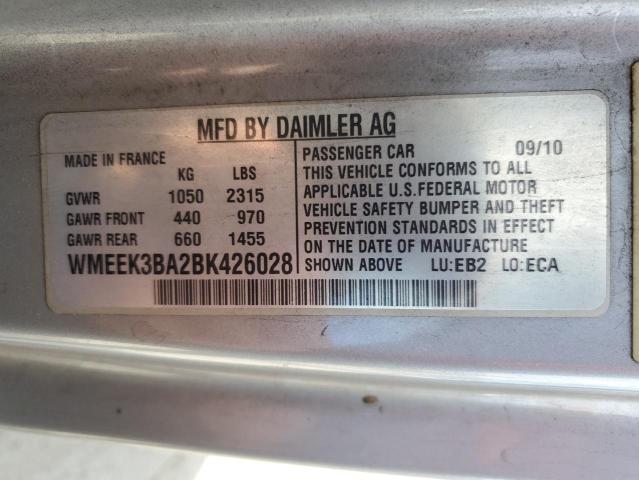 MFD BY DAIMLER AG
MADE IN FRANCE
KG LBS
GVWR 1050 2315
GAWR FRONT 440 970
GAWR REAR 660 1455
WMEEK3BA2BK426028
PASSENGER CAR 09/10
THIS VEHICLE CONFORMS TO ALL
APPLICABLE U.S.FEDERAL MOTOR
VEHICLE SAFETY BUMPER AND THEFT
PREVENTION STANDARDS IN EFFECT
ON THE DATE OF MANUFACTURE
SHOWN ABOVE LU:EB2 LO:ECA